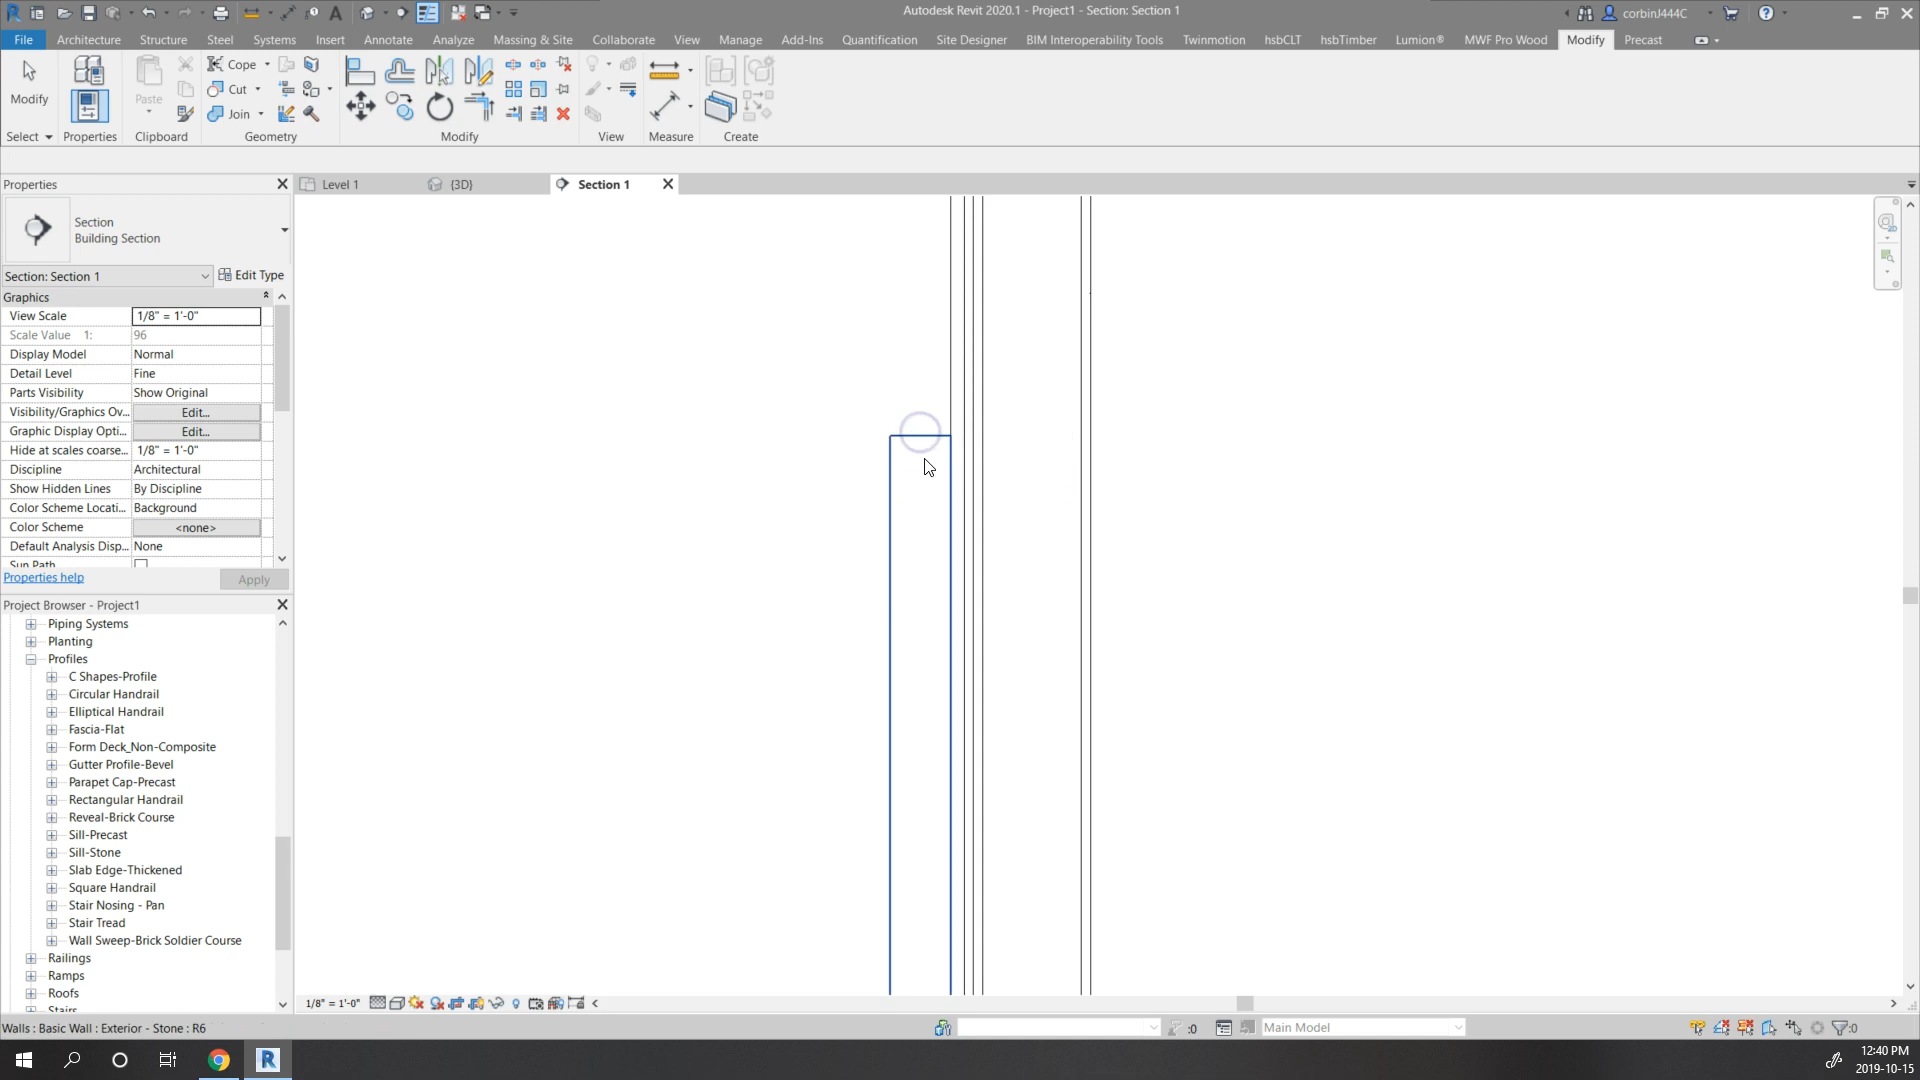 Autodesk Revit 2020.1 - Project1 - Section: Section 1
corbinJ444C
File Architecture Structure Steel Systems Insert Annotate Analyze Massing & Site Collaborate View Manage Add-Ins Quantification Site Designer BIM Interoperability Tools Twinmotion hsbCLT hsbTimber Lumion® MWF Pro Wood Modify Precast
Cope
Modify Paste Cut
Join
Select Properties Clipboard Geometry Modify View Measure Create
Properties
Level 1 {3D} Section 1
Section
Building Section
Section: Section 1 Edit Type
Graphics
View Scale 1/8" = 1'-0"
Scale Value 1: 96
Display Model Normal
Detail Level Fine
Parts Visibility Show Original
Visibility/Graphics Ov... Edit...
Graphic Display Opti... Edit...
Hide at scales coarse... 1/8" = 1'-0"
Discipline Architectural
Show Hidden Lines By Discipline
Color Scheme Locati... Background
Color Scheme <none>
Default Analysis Disp... None
Sun Path
Properties help Apply
Project Browser - Project1
Piping Systems
Planting
Profiles
C Shapes-Profile
Circular Handrail
Elliptical Handrail
Fascia-Flat
Form Deck_Non-Composite
Gutter Profile-Bevel
Parapet Cap-Precast
Rectangular Handrail
Reveal-Brick Course
Sill-Precast
Sill-Stone
Slab Edge-Thickened
Square Handrail
Stair Nosing - Pan
Stair Tread
Wall Sweep-Brick Soldier Course
Railings
Ramps
Roofs
Stairs
1/8" = 1'-0"
Walls : Basic Wall : Exterior - Stone : R6
:0 Main Model :0
12:40 PM
2019-10-15